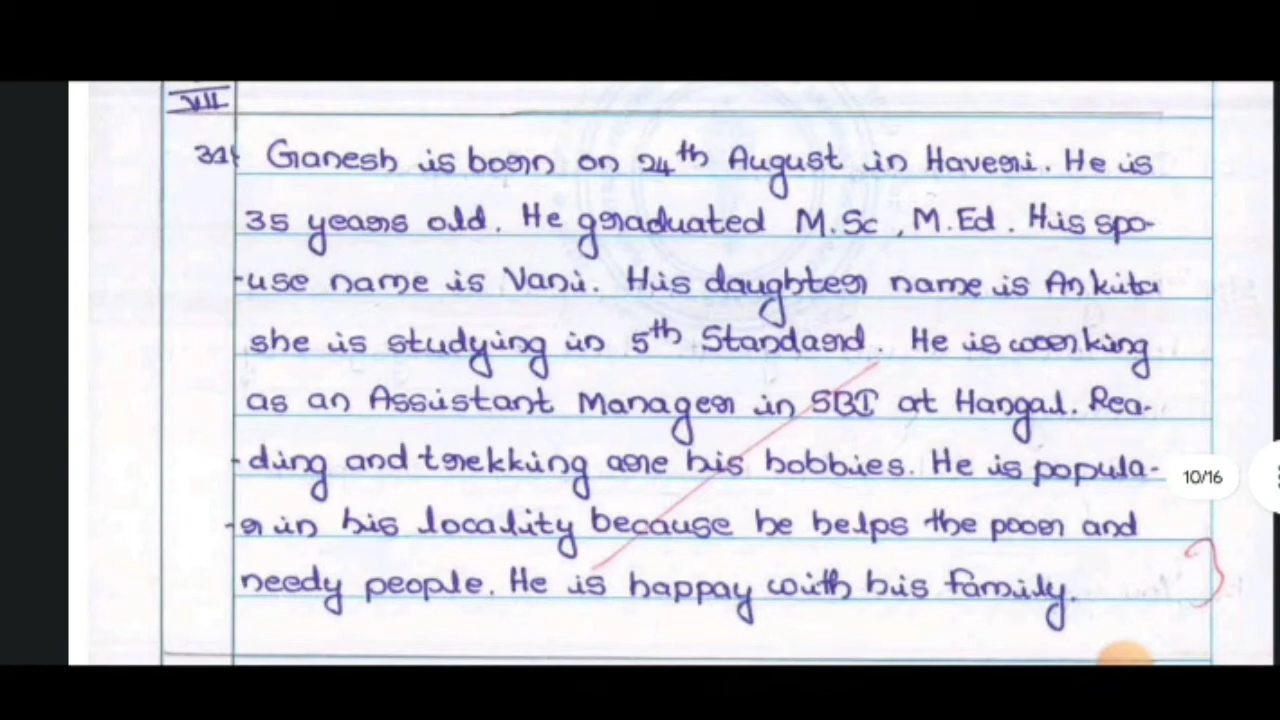 VII
31) Ganesh is born on 24th August in Haveri. He is
35 years old. He graduated M.Sc, M.Ed. His spo-
-use name is Vani. His daughter name is Ankita
she is studying in 5th Standard. He is working
as an Assistant Manager in SBI at Hangal. Rea-
-ding and trekking are his hobbies. He is popula-
-r in his locality because he helps the poor and
needy people. He is happay with his family.
3
10/16